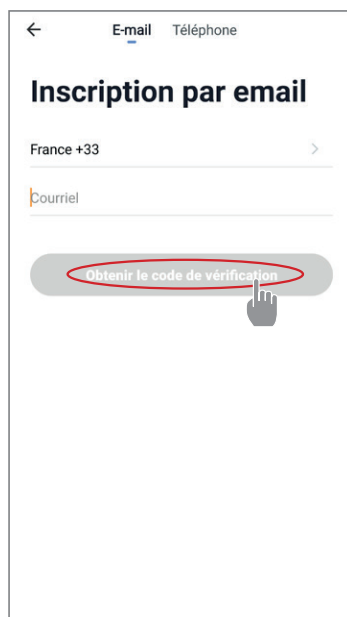 E-mail Téléphone
Inscription par email
France +33
Courriel
Obtenir le code de vérification